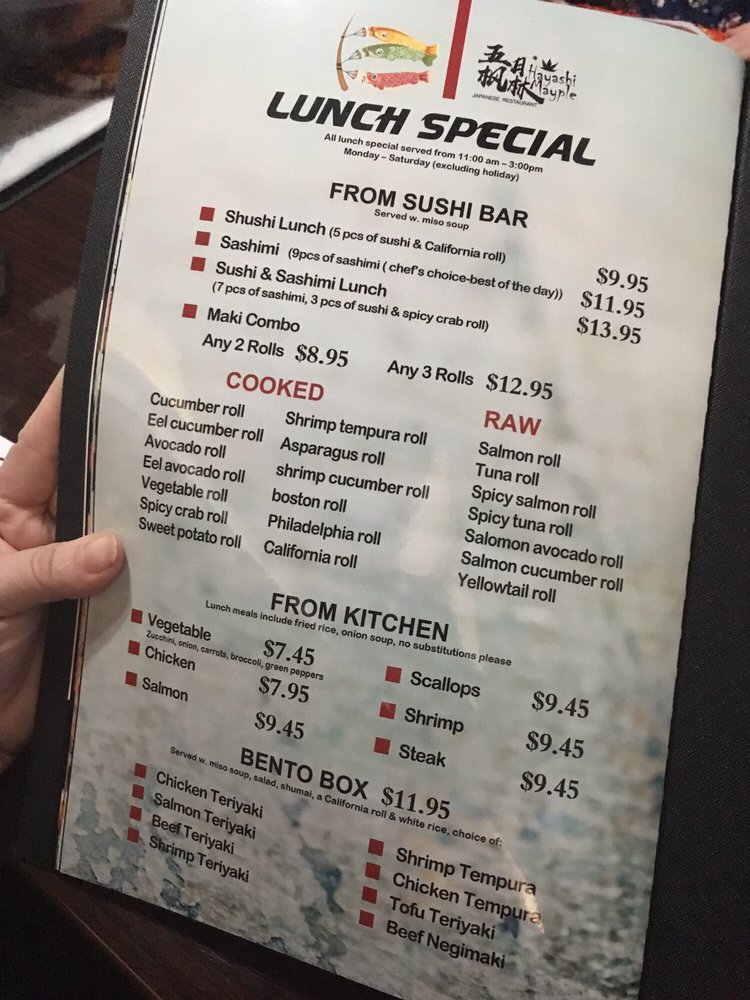 五月
枫林
Hayashi
Mayple
JAPANESE RESTAURANT
LUNCH SPECIAL
All lunch special served from 11:00 am – 3:00pm
Monday – Saturday (excluding holiday)
FROM SUSHI BAR
Served w. miso soup
Shushi Lunch (5 pcs of sushi & California roll) $9.95
Sashimi (9pcs of sashimi ( chef's choice-best of the day)) $11.95
Sushi & Sashimi Lunch $13.95
(7 pcs of sashimi, 3 pcs of sushi & spicy crab roll)
Maki Combo
Any 2 Rolls $8.95 Any 3 Rolls $12.95
COOKED
Cucumber roll
Eel cucumber roll
Avocado roll
Eel avocado roll
Vegetable roll
Spicy crab roll
Sweet potato roll
Shrimp tempura roll
Asparagus roll
shrimp cucumber roll
boston roll
Philadelphia roll
California roll
RAW
Salmon roll
Tuna roll
Spicy salmon roll
Spicy tuna roll
Salomon avocado roll
Salmon cucumber roll
Yellowtail roll
FROM KITCHEN
Lunch meals include fried rice, onion soup, no substitutions please
Vegetable $7.45
Zucchini, onion, carrots, broccoli, green peppers
Chicken $7.95
Salmon $9.45
Scallops $9.45
Shrimp $9.45
Steak $9.45
BENTO BOX $11.95
Served w. miso soup, salad, shumai, a California roll & white rice, choice of:
Chicken Teriyaki
Salmon Teriyaki
Beef Teriyaki
Shrimp Teriyaki
Shrimp Tempura
Chicken Tempura
Tofu Teriyaki
Beef Negimaki